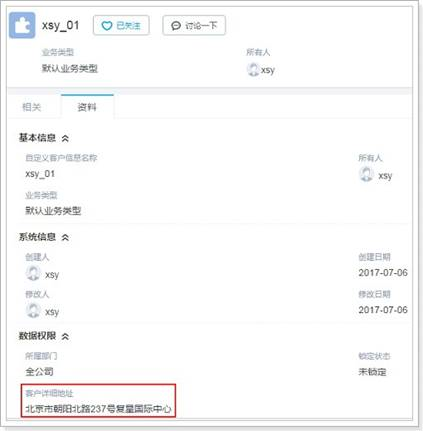 xsy_01 已关注 讨论一下
业务类型 所有人
默认业务类型 xsy
相关 资料
基本信息
自定义客户信息名称 所有人
xsy_01 xsy
业务类型
默认业务类型
系统信息
创建人 创建日期
xsy 2017-07-06
修改人 修改日期
xsy 2017-07-06
数据权限
所属部门 锁定状态
全公司 未锁定
客户详细地址
北京市朝阳北路237号复星国际中心